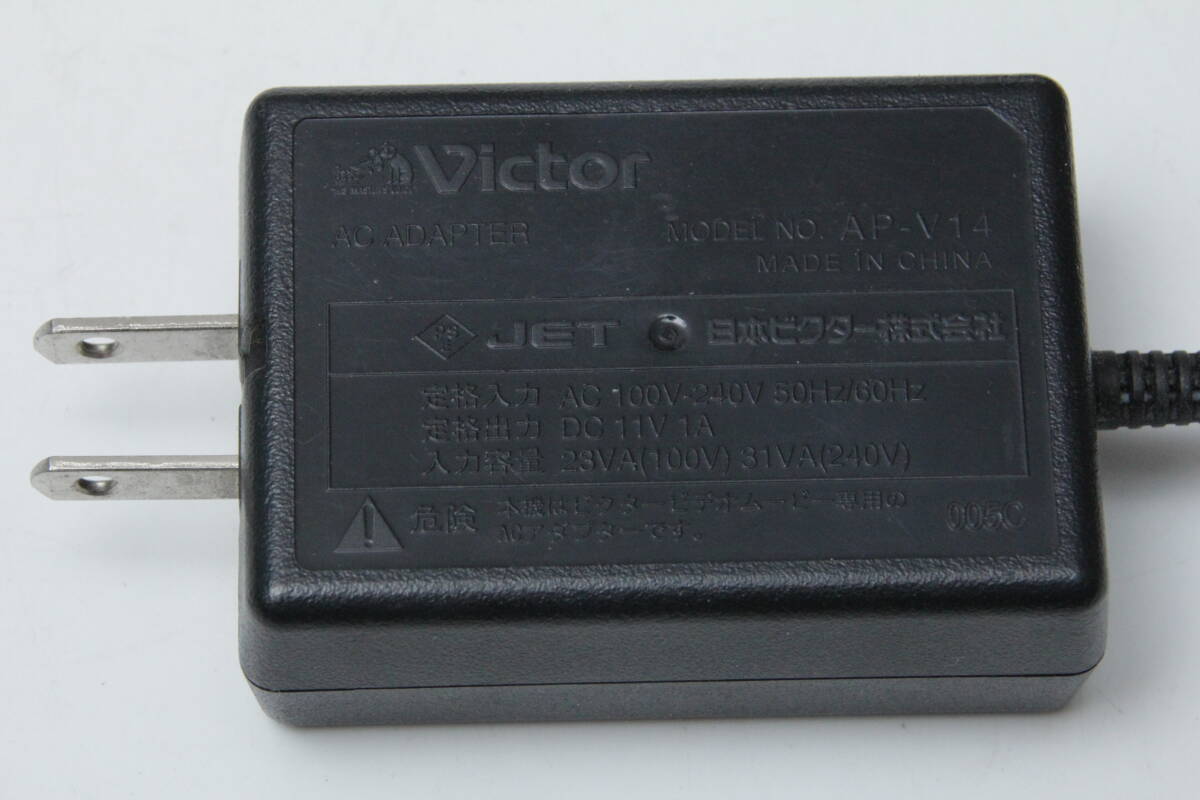 Victor
AC ADAPTER
MODEL NO. AP-V14
MADE IN CHINA
JET 日本ビクター株式会社
定格入力 AC 100V-240V 50Hz/60Hz
定格出力 DC 11V 1A
入力容量 23VA(100V) 31VA(240V)
危険 本機はビクタービデオムービー専用の
ACアダプターです。
005C